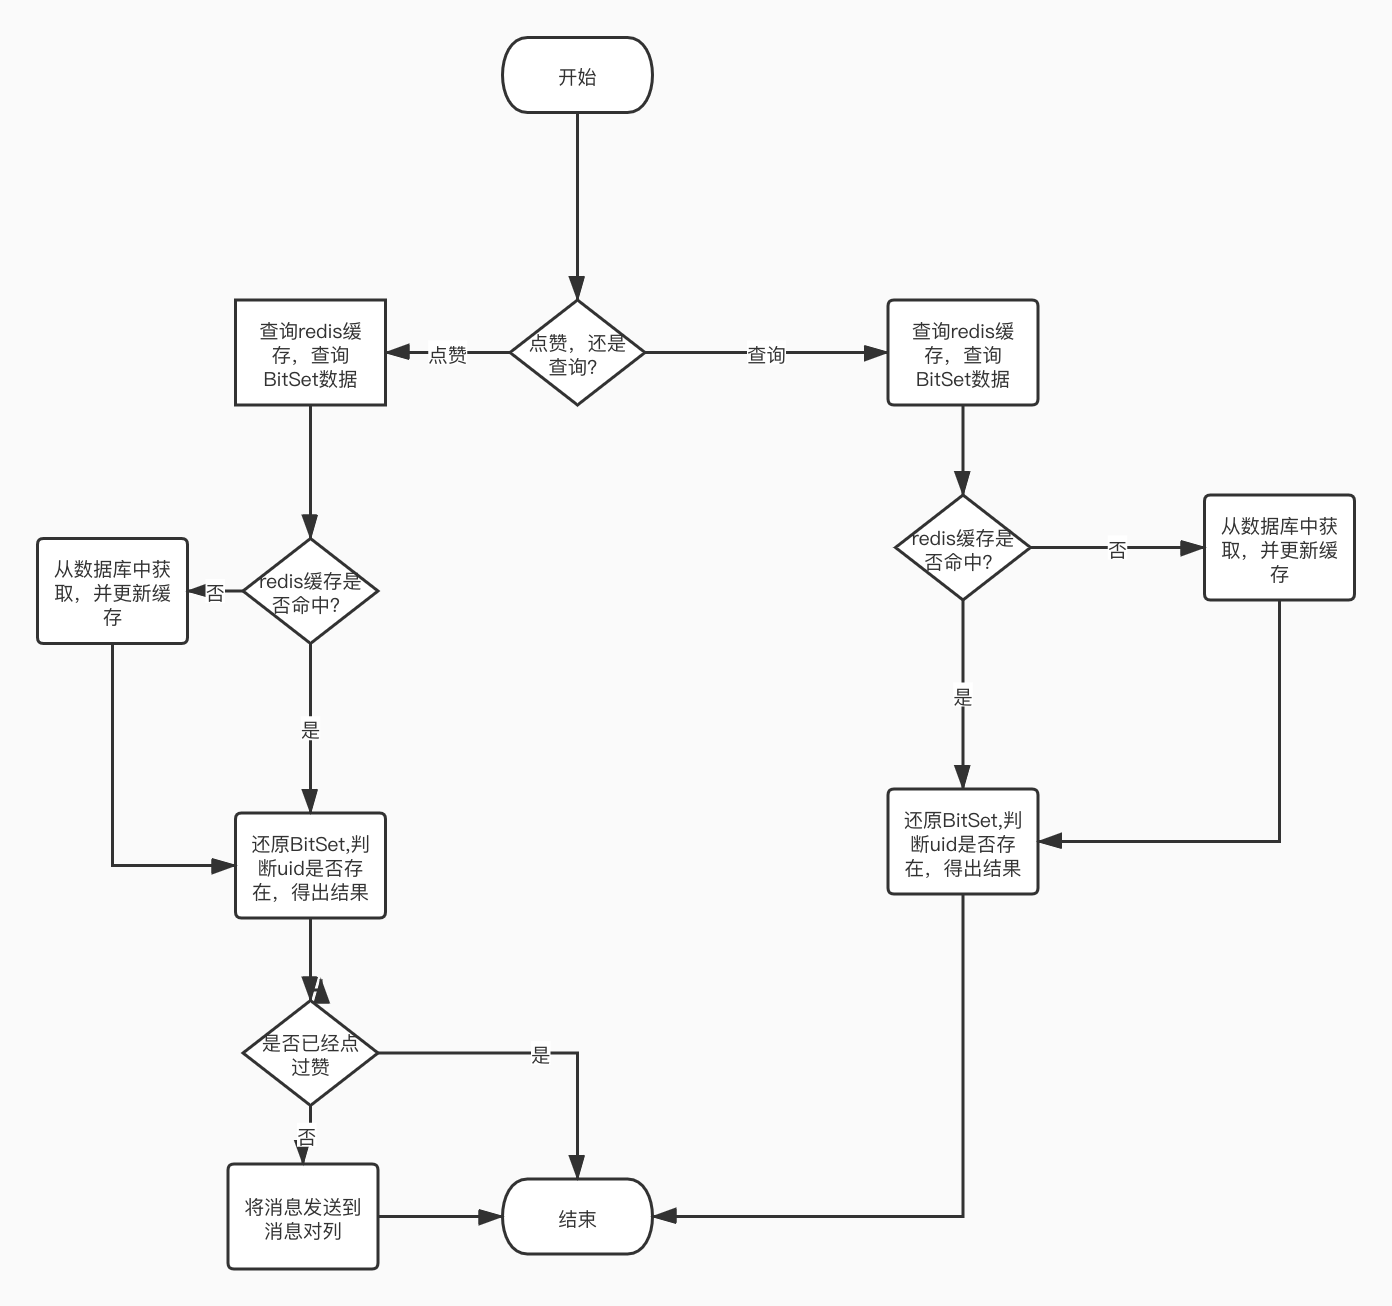 开始
查询redis缓
存，查询
BitSet数据
点赞
点赞，还是
查询?
查询
查询redis缓
存，查询
BitSet数据
从数据库中获
取，并更新缓
存
否
redis缓存是
否命中?
redis缓存是
否命中?
否
从数据库中获
取，并更新缓
存
是
是
还原BitSet,判
断uid是否存
在，得出结果
还原BitSet,判
断uid是否存
在，得出结果
是否已经点
过赞
是
否
将消息发送到
消息对列
结束